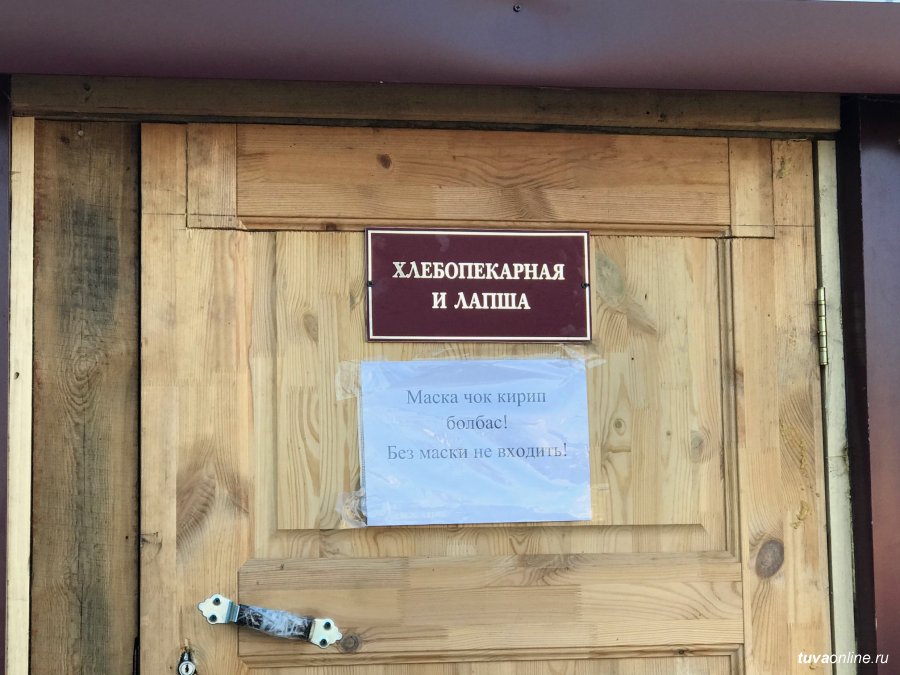 ХЛЕБОПЕКАРНАЯ
И ЛАПША
Маска чок кирип
болбас!
Без маски не входить!
tuvaonline.ru